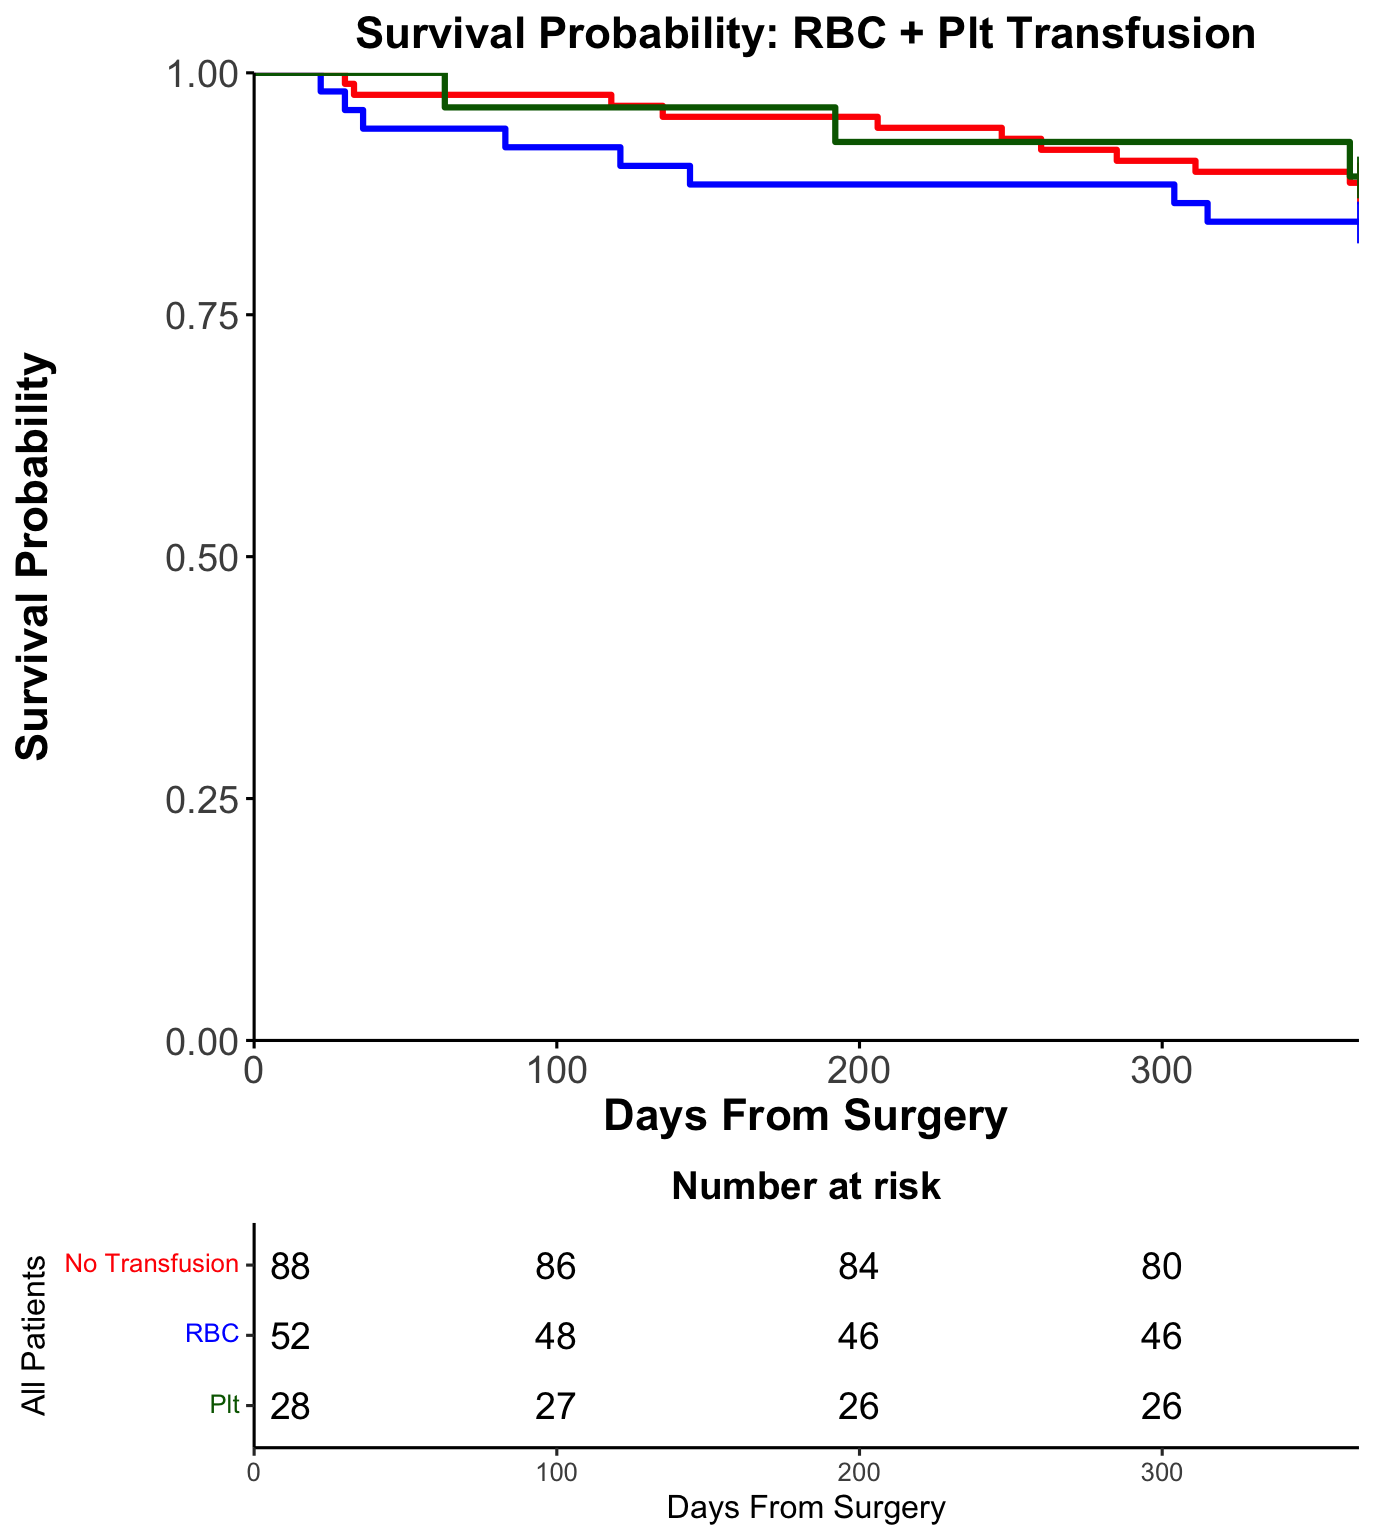 Survival Probability: RBC + Plt Transfusion
Survival Probability
1.00
0.75
0.50
0.25
0.00
0 100 200 300
Days From Surgery
Number at risk
All Patients
No Transfusion 88 86 84 80
RBC 52 48 46 46
Plt 28 27 26 26
0 100 200 300
Days From Surgery